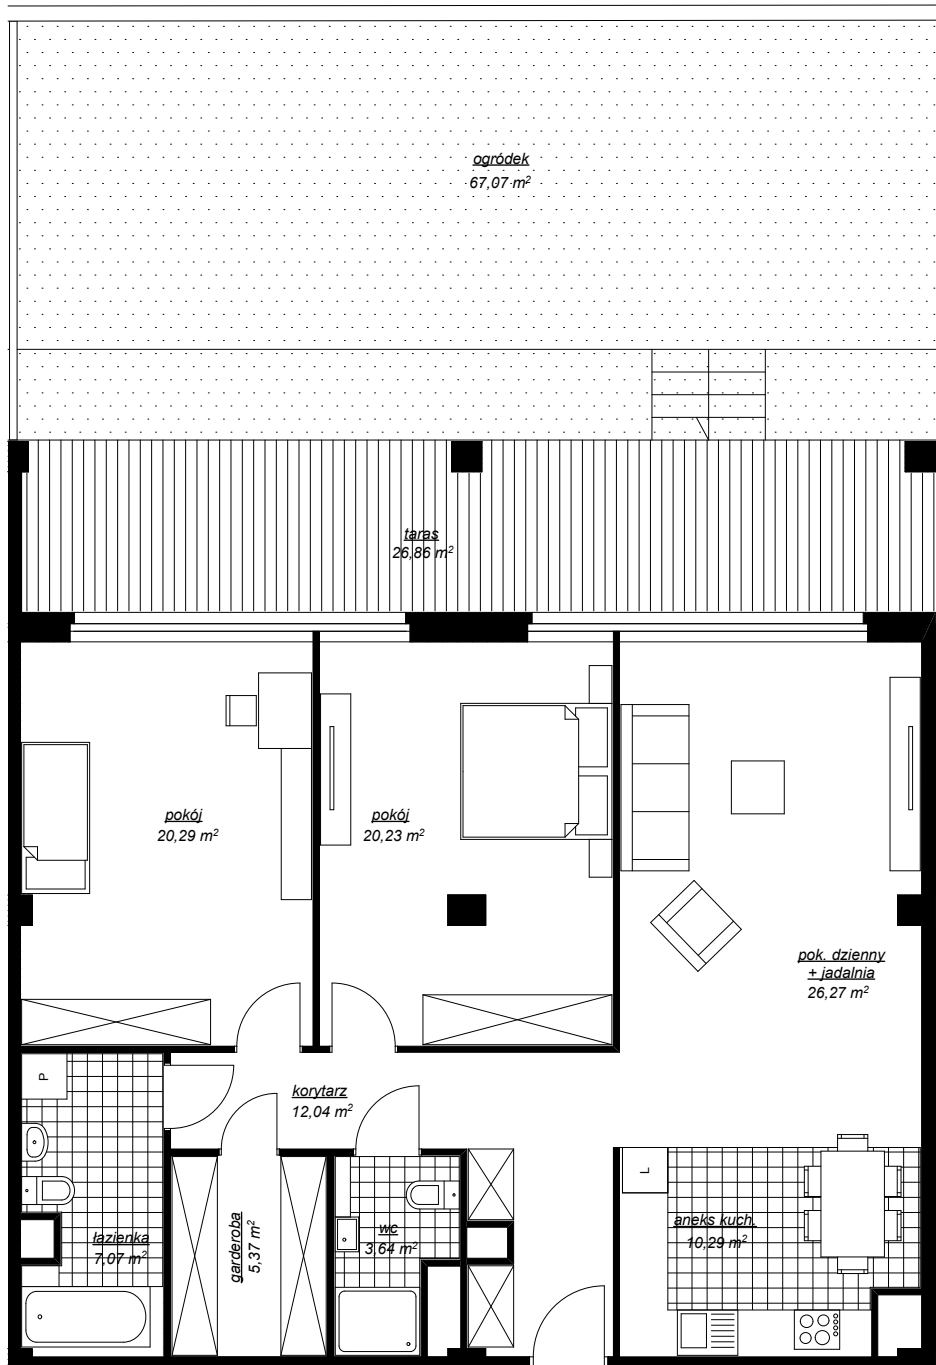 ogródek
67,07 m²
taras
26,86 m²
pokój
20,29 m²
pokój
20,23 m²
pok. dzienny
+ jadalnia
26,27 m²
korytarz
12,04 m²
P
L
łazienka
7,07 m²
garderoba
5,37 m²
wc
3,64 m²
aneks kuch.
10,29 m²